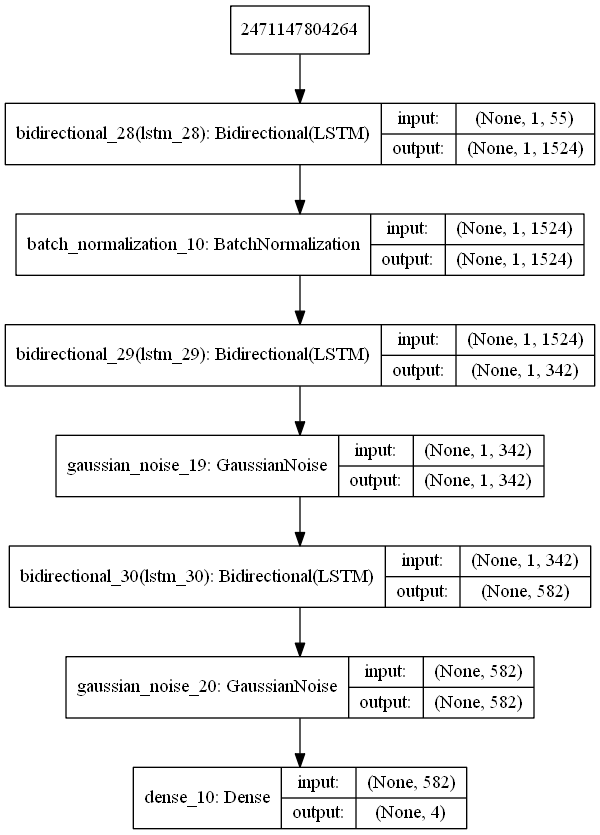 2471147804264
bidirectional_28(lstm_28): Bidirectional(LSTM)
input: (None, 1, 55)
output: (None, 1, 1524)
batch_normalization_10: BatchNormalization
input: (None, 1, 1524)
output: (None, 1, 1524)
bidirectional_29(lstm_29): Bidirectional(LSTM)
input: (None, 1, 1524)
output: (None, 1, 342)
gaussian_noise_19: GaussianNoise
input: (None, 1, 342)
output: (None, 1, 342)
bidirectional_30(lstm_30): Bidirectional(LSTM)
input: (None, 1, 342)
output: (None, 582)
gaussian_noise_20: GaussianNoise
input: (None, 582)
output: (None, 582)
dense_10: Dense
input: (None, 582)
output: (None, 4)